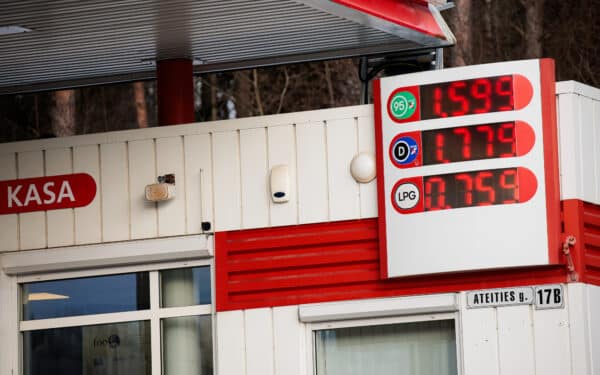 KASA
95 1.599
D 1.779
LPG 0.759
ATEITIES g. 17B